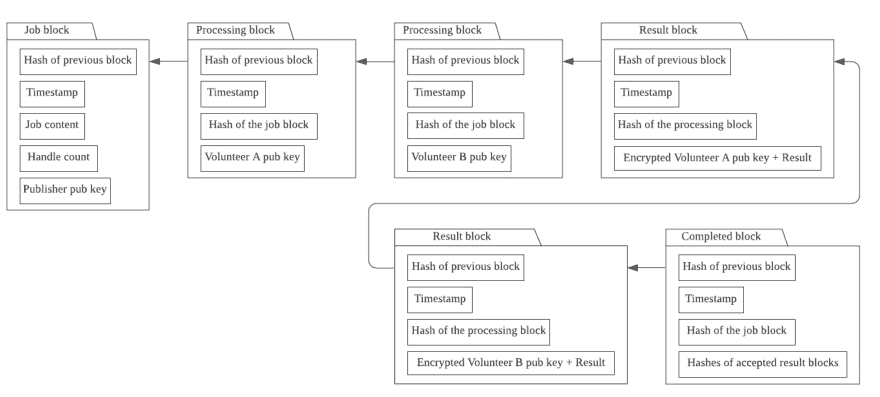 Job block
Hash of previous block
Timestamp
Job content
Handle count
Publisher pub key
Processing block
Hash of previous block
Timestamp
Hash of the job block
Volunteer A pub key
Processing block
Hash of previous block
Timestamp
Hash of the job block
Volunteer B pub key
Result block
Hash of previous block
Timestamp
Hash of the processing block
Encrypted Volunteer A pub key + Result
Result block
Hash of previous block
Timestamp
Hash of the processing block
Encrypted Volunteer B pub key + Result
Completed block
Hash of previous block
Timestamp
Hash of the job block
Hashes of accepted result blocks